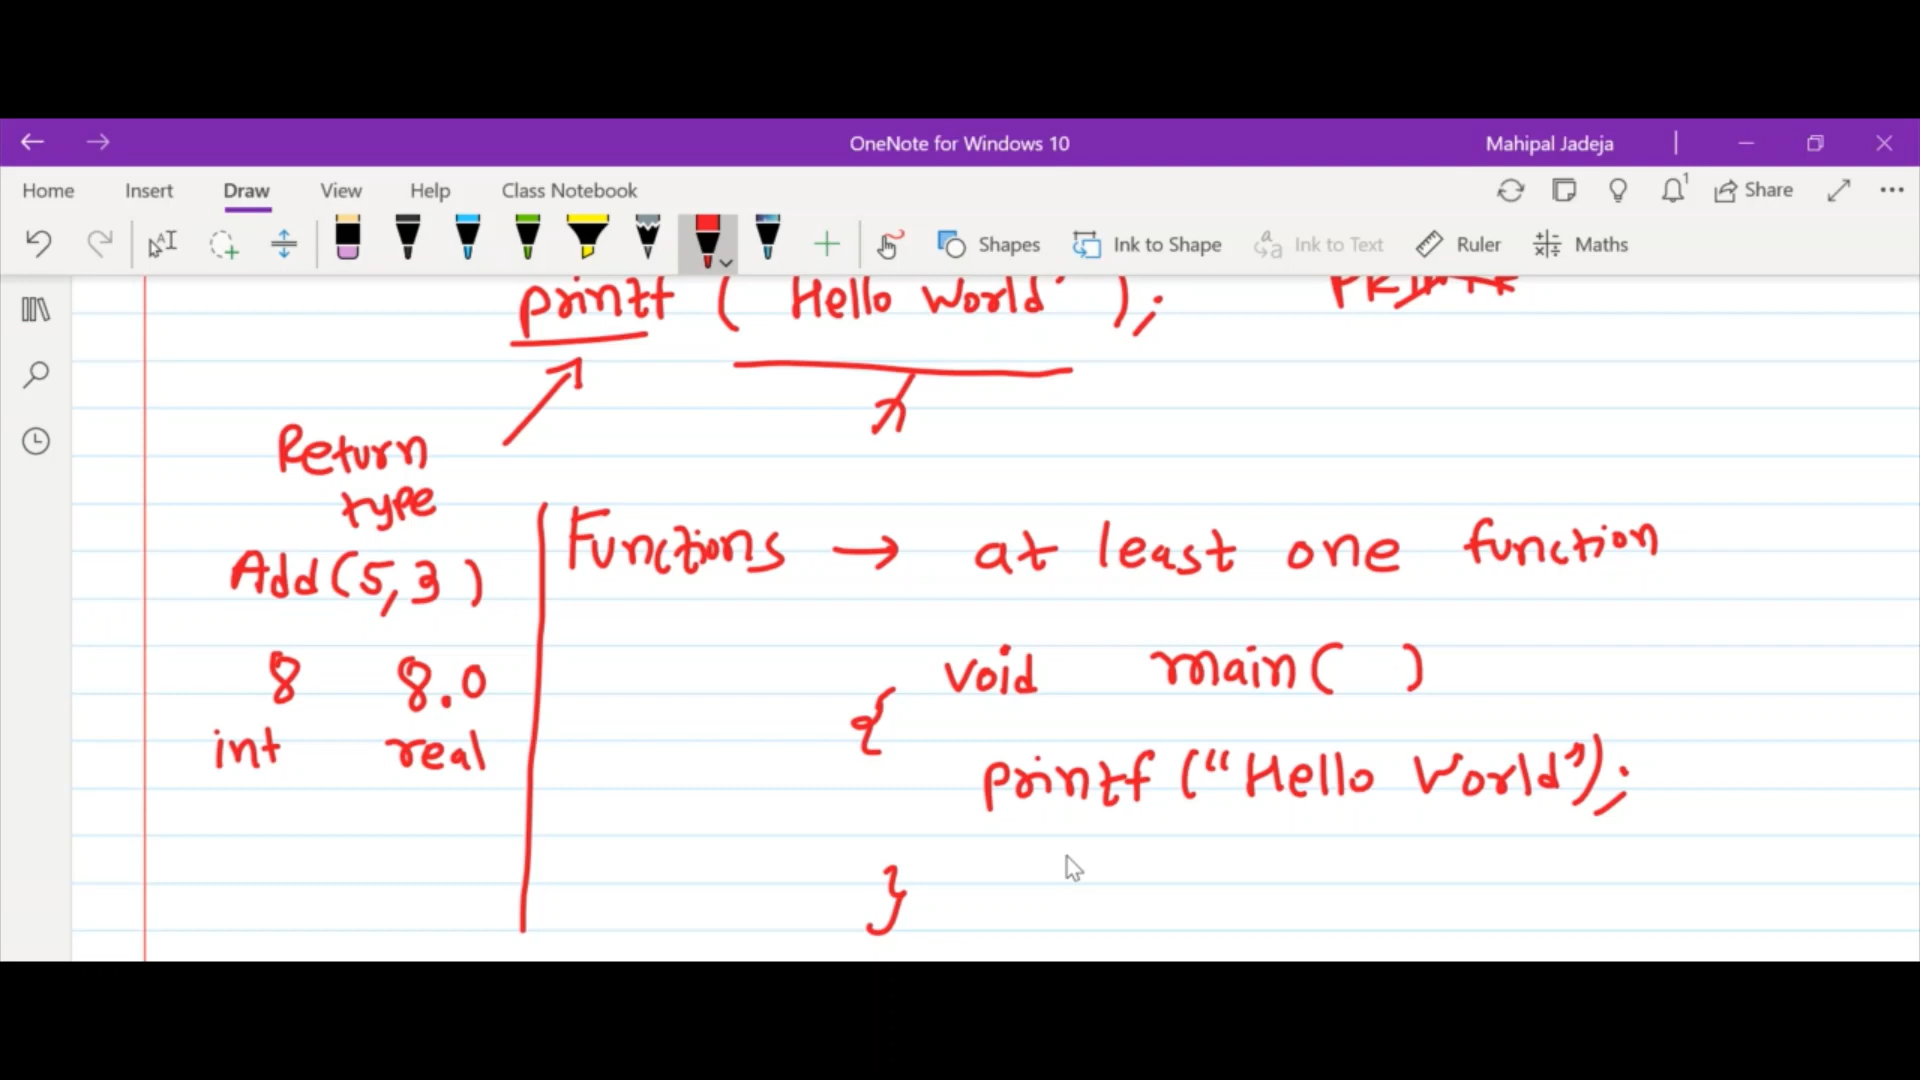 OneNote for Windows 10
Mahipal Jadeja
Home Insert Draw View Help Class Notebook
1
Share
Shapes Ink to Shape Ink to Text Ruler Maths
printf ( Hello World" );
Return
type
Add(5,3)
8 8.0
int real
Functions → at least one function
void main( )
{
printf ("Hello World");
}